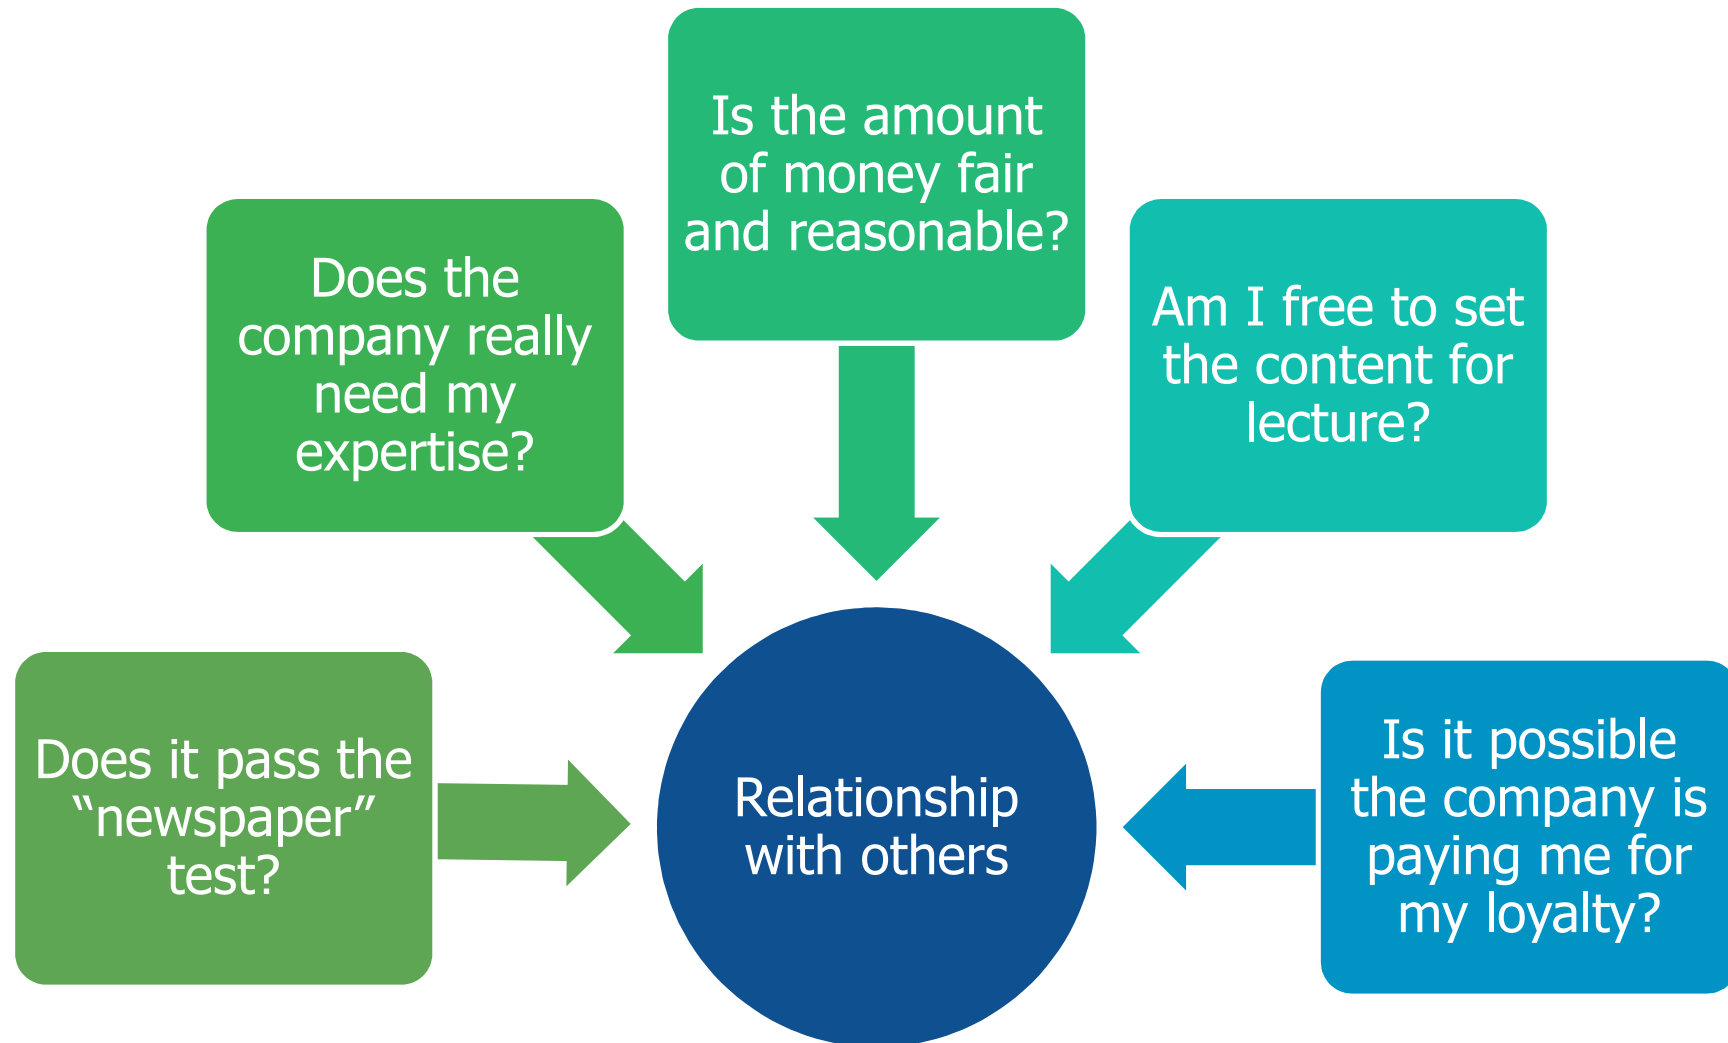 Is the amount
of money fair
and reasonable?
Does the
company really
need my
expertise?
Am I free to set
the content for
lecture?
Does it pass the
“newspaper”
test?
Relationship
with others
Is it possible
the company is
paying me for
my loyalty?